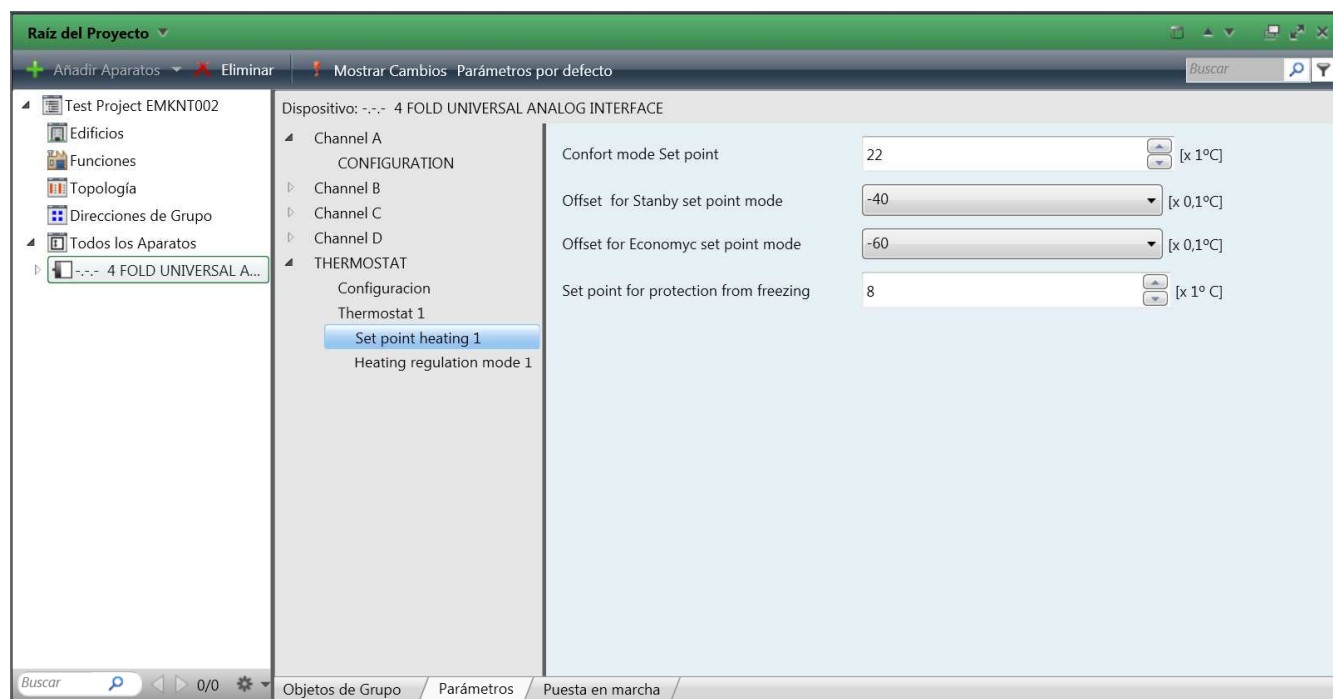 Raíz del Proyecto
Añadir Aparatos Eliminar Mostrar Cambios Parámetros por defecto Buscar
Test Project EMKNT002
Edificios
Funciones
Topología
Direcciones de Grupo
Todos los Aparatos
-.-.- 4 FOLD UNIVERSAL A...
Buscar 0/0
Dispositivo: -.-.- 4 FOLD UNIVERSAL ANALOG INTERFACE
Channel A
CONFIGURATION
Channel B
Channel C
Channel D
THERMOSTAT
Configuracion
Thermostat 1
Set point heating 1
Heating regulation mode 1
Confort mode Set point 22 [x 1ºC]
Offset for Stanby set point mode -40 [x 0,1ºC]
Offset for Economyc set point mode -60 [x 0,1ºC]
Set point for protection from freezing 8 [x 1º C]
Objetos de Grupo Parámetros Puesta en marcha